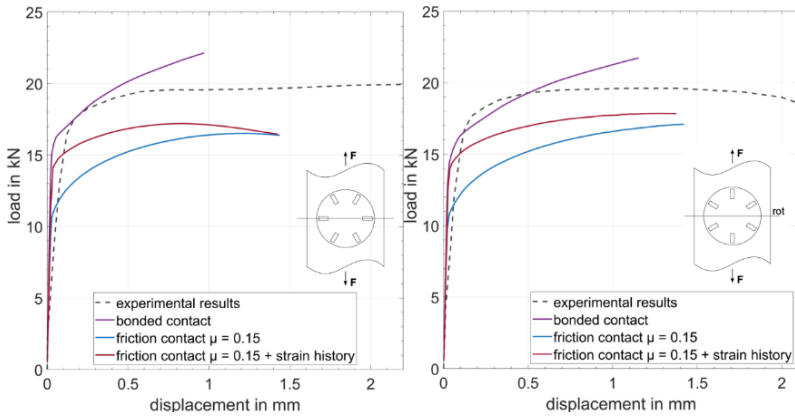 25
20
15
10
5
0
load in kN
0
0.5
1
1.5
2
displacement in mm
F
F
experimental results
bonded contact
friction contact μ = 0.15
friction contact μ = 0.15 + strain history
25
20
15
10
5
0
load in kN
0
0.5
1
1.5
2
displacement in mm
F
rot
F
experimental results
bonded contact
friction contact μ = 0.15
friction contact μ = 0.15 + strain history